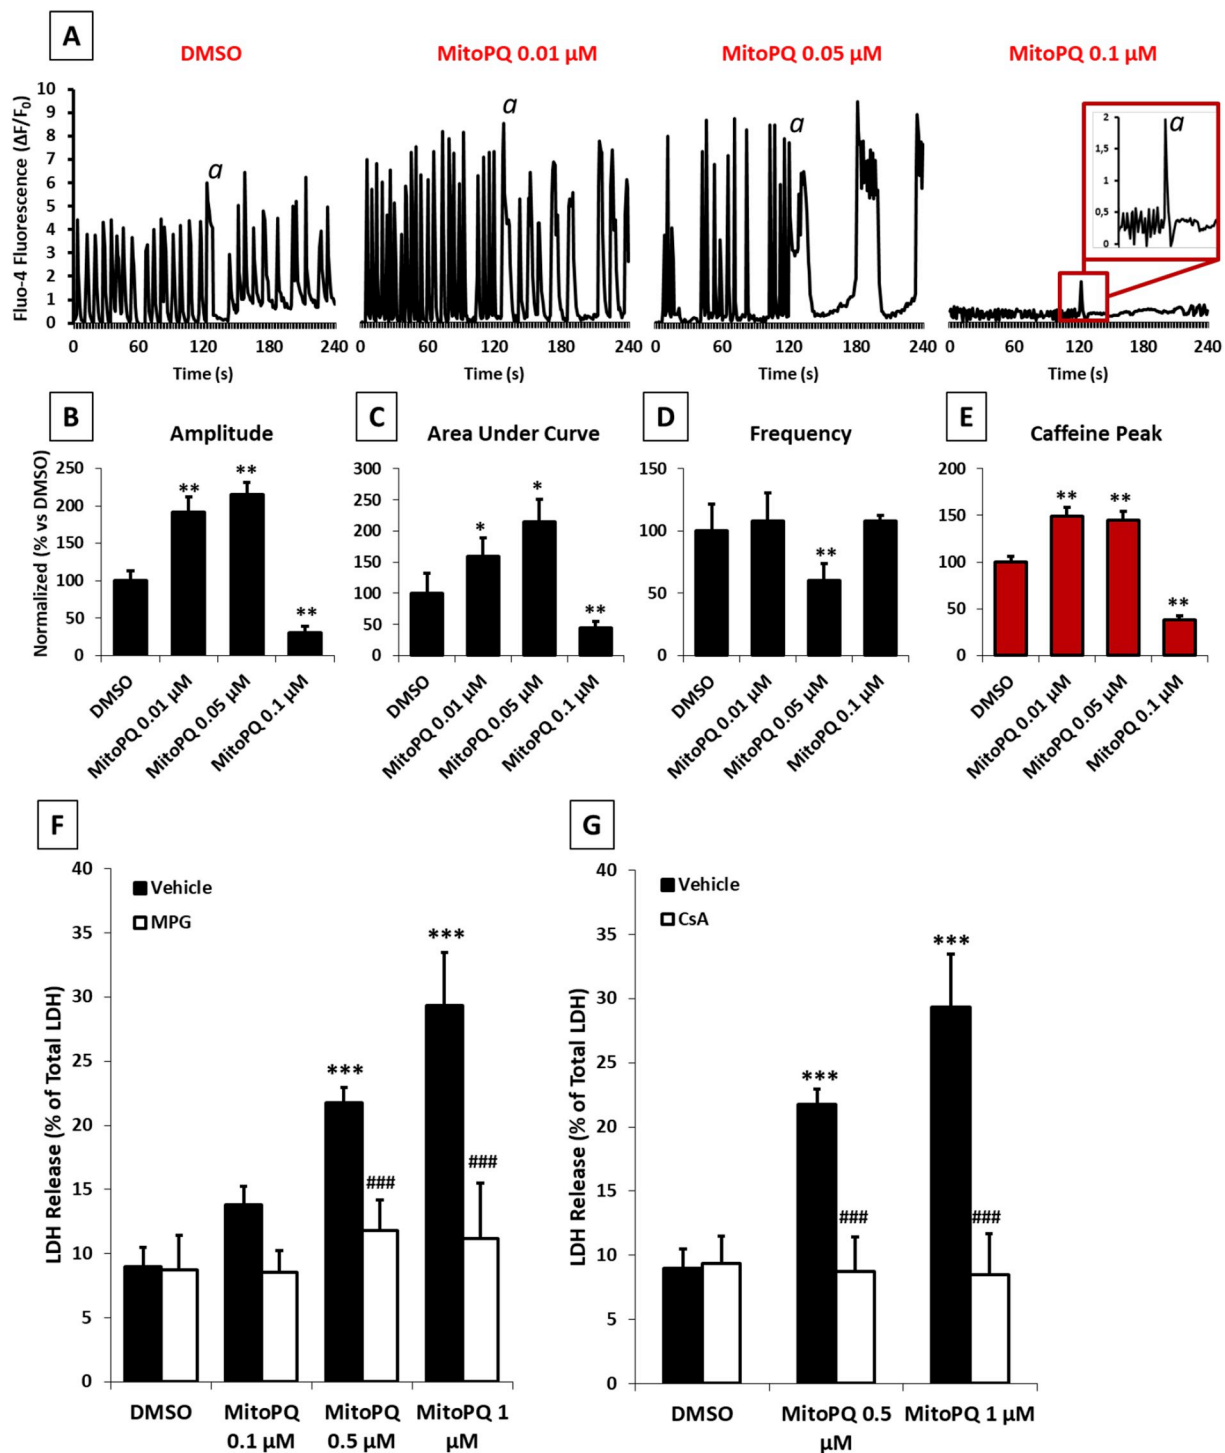 A
DMSO
MitoPQ 0.01 µM
MitoPQ 0.05 µM
MitoPQ 0.1 µM
Fluo-4 Fluorescence (ΔF/F₀)
10
9
8
7
6
5
4
3
2
1
0
a
a
a
2
1,5
1
0,5
0
a
0 60 120 180 240
0 60 120 180 240
0 60 120 180 240
0 60 120 180 240
Time (s)
Time (s)
Time (s)
Time (s)
B
Amplitude
Normalized (% vs DMSO)
250
200
150
100
50
0
**
**
**
DMSO
MitoPQ 0.01 µM
MitoPQ 0.05 µM
MitoPQ 0.1 µM
C
Area Under Curve
300
250
200
150
100
50
0
*
*
**
DMSO
MitoPQ 0.01 µM
MitoPQ 0.05 µM
MitoPQ 0.1 µM
D
Frequency
150
100
50
0
**
DMSO
MitoPQ 0.01 µM
MitoPQ 0.05 µM
MitoPQ 0.1 µM
E
Caffeine Peak
200
150
100
50
0
**
**
**
DMSO
MitoPQ 0.01 µM
MitoPQ 0.05 µM
MitoPQ 0.1 µM
F
LDH Release (% of Total LDH)
40
35
30
25
20
15
10
5
0
Vehicle
MPG
***
###
***
###
DMSO
MitoPQ
0.1 µM
MitoPQ
0.5 µM
MitoPQ 1
µM
G
LDH Release (% of Total LDH)
40
35
30
25
20
15
10
5
0
Vehicle
CsA
***
###
***
###
DMSO
MitoPQ 0.5
µM
MitoPQ 1 µM